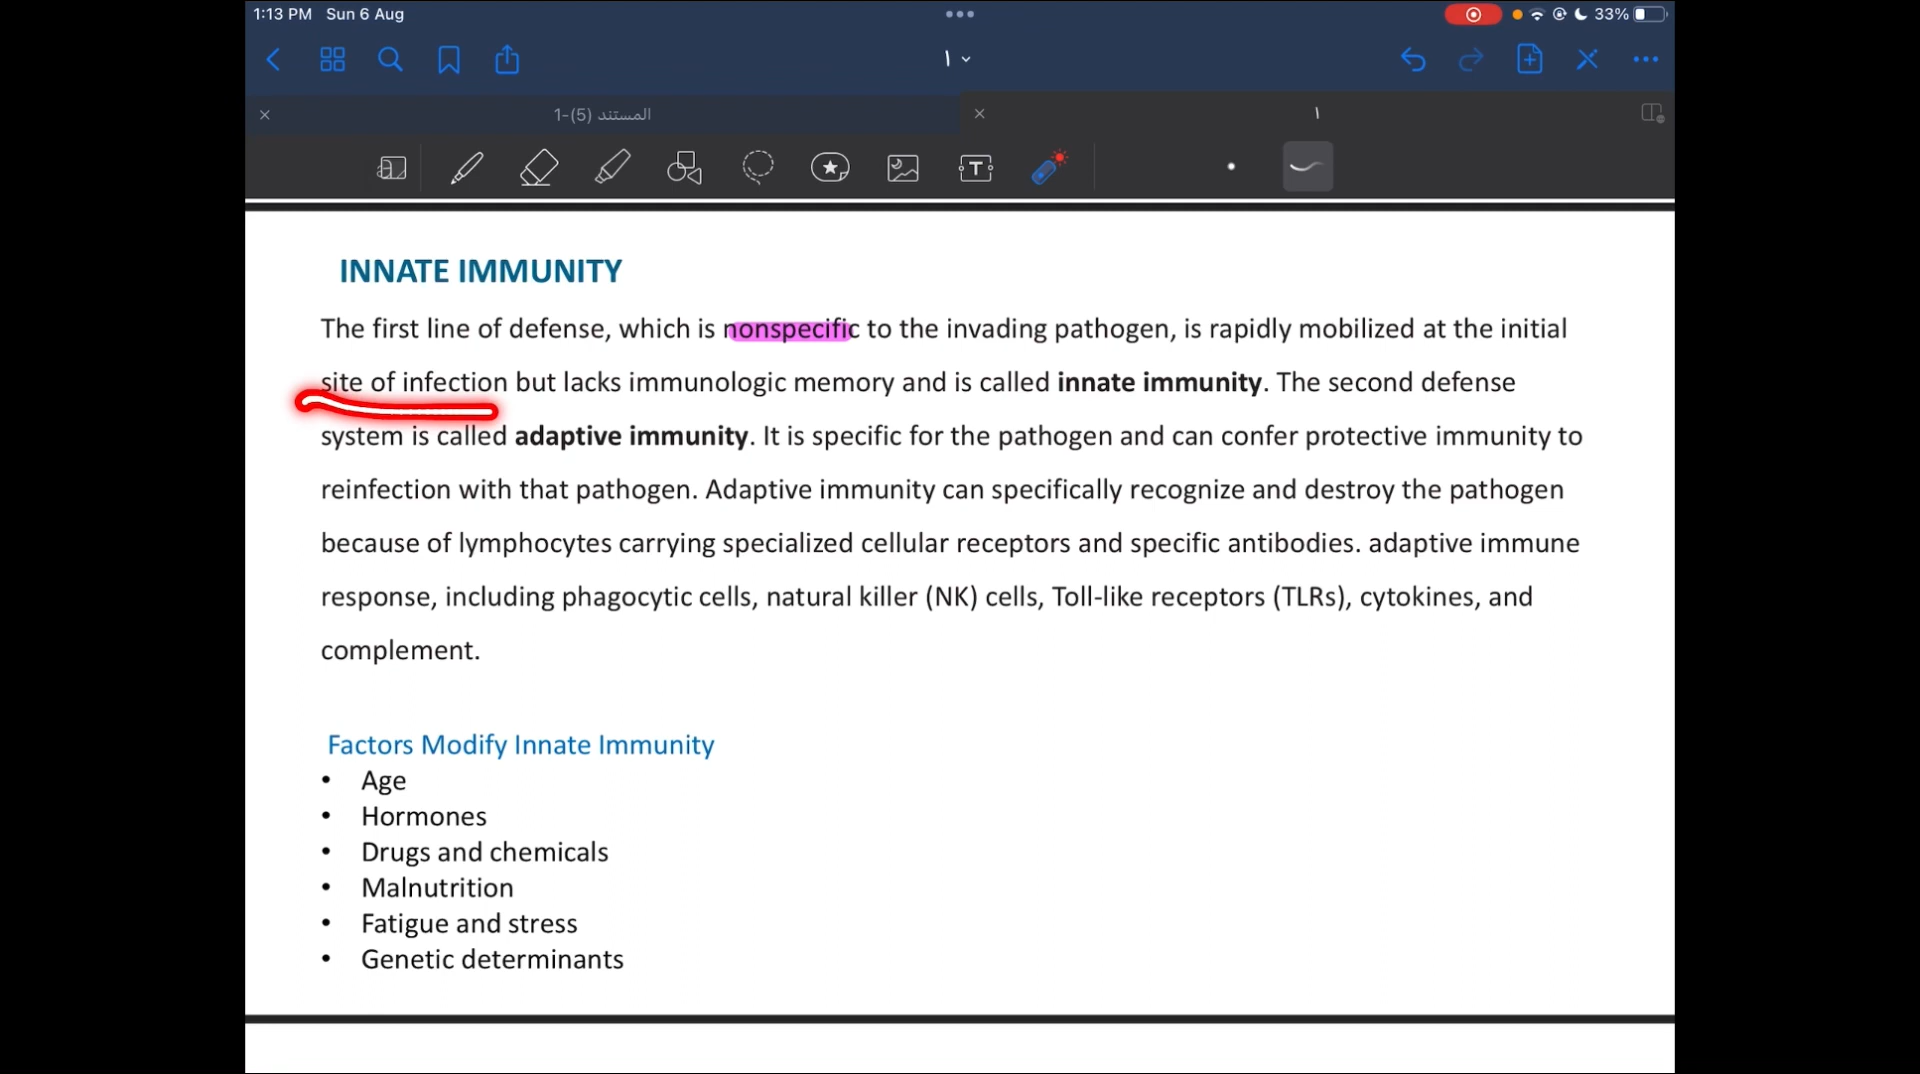 1:13 PM Sun 6 Aug
33%
١
المستند (5)-1
١
INNATE IMMUNITY
The first line of defense, which is nonspecific to the invading pathogen, is rapidly mobilized at the initial
site of infection but lacks immunologic memory and is called innate immunity. The second defense
system is called adaptive immunity. It is specific for the pathogen and can confer protective immunity to
reinfection with that pathogen. Adaptive immunity can specifically recognize and destroy the pathogen
because of lymphocytes carrying specialized cellular receptors and specific antibodies. adaptive immune
response, including phagocytic cells, natural killer (NK) cells, Toll-like receptors (TLRs), cytokines, and
complement.
Factors Modify Innate Immunity
• Age
• Hormones
• Drugs and chemicals
• Malnutrition
• Fatigue and stress
• Genetic determinants